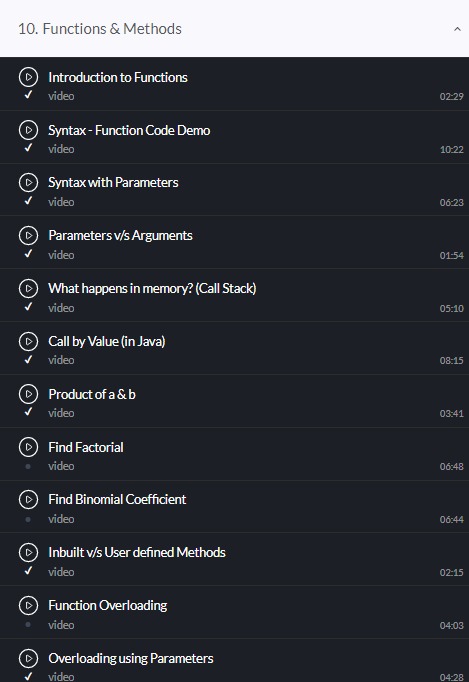 10. Functions & Methods
Introduction to Functions
video 02:29
Syntax - Function Code Demo
video 10:22
Syntax with Parameters
video 06:23
Parameters v/s Arguments
video 01:54
What happens in memory? (Call Stack)
video 05:10
Call by Value (in Java)
video 08:15
Product of a & b
video 03:41
Find Factorial
video 06:48
Find Binomial Coefficient
video 06:44
Inbuilt v/s User defined Methods
video 02:15
Function Overloading
video 04:03
Overloading using Parameters
video 04:28